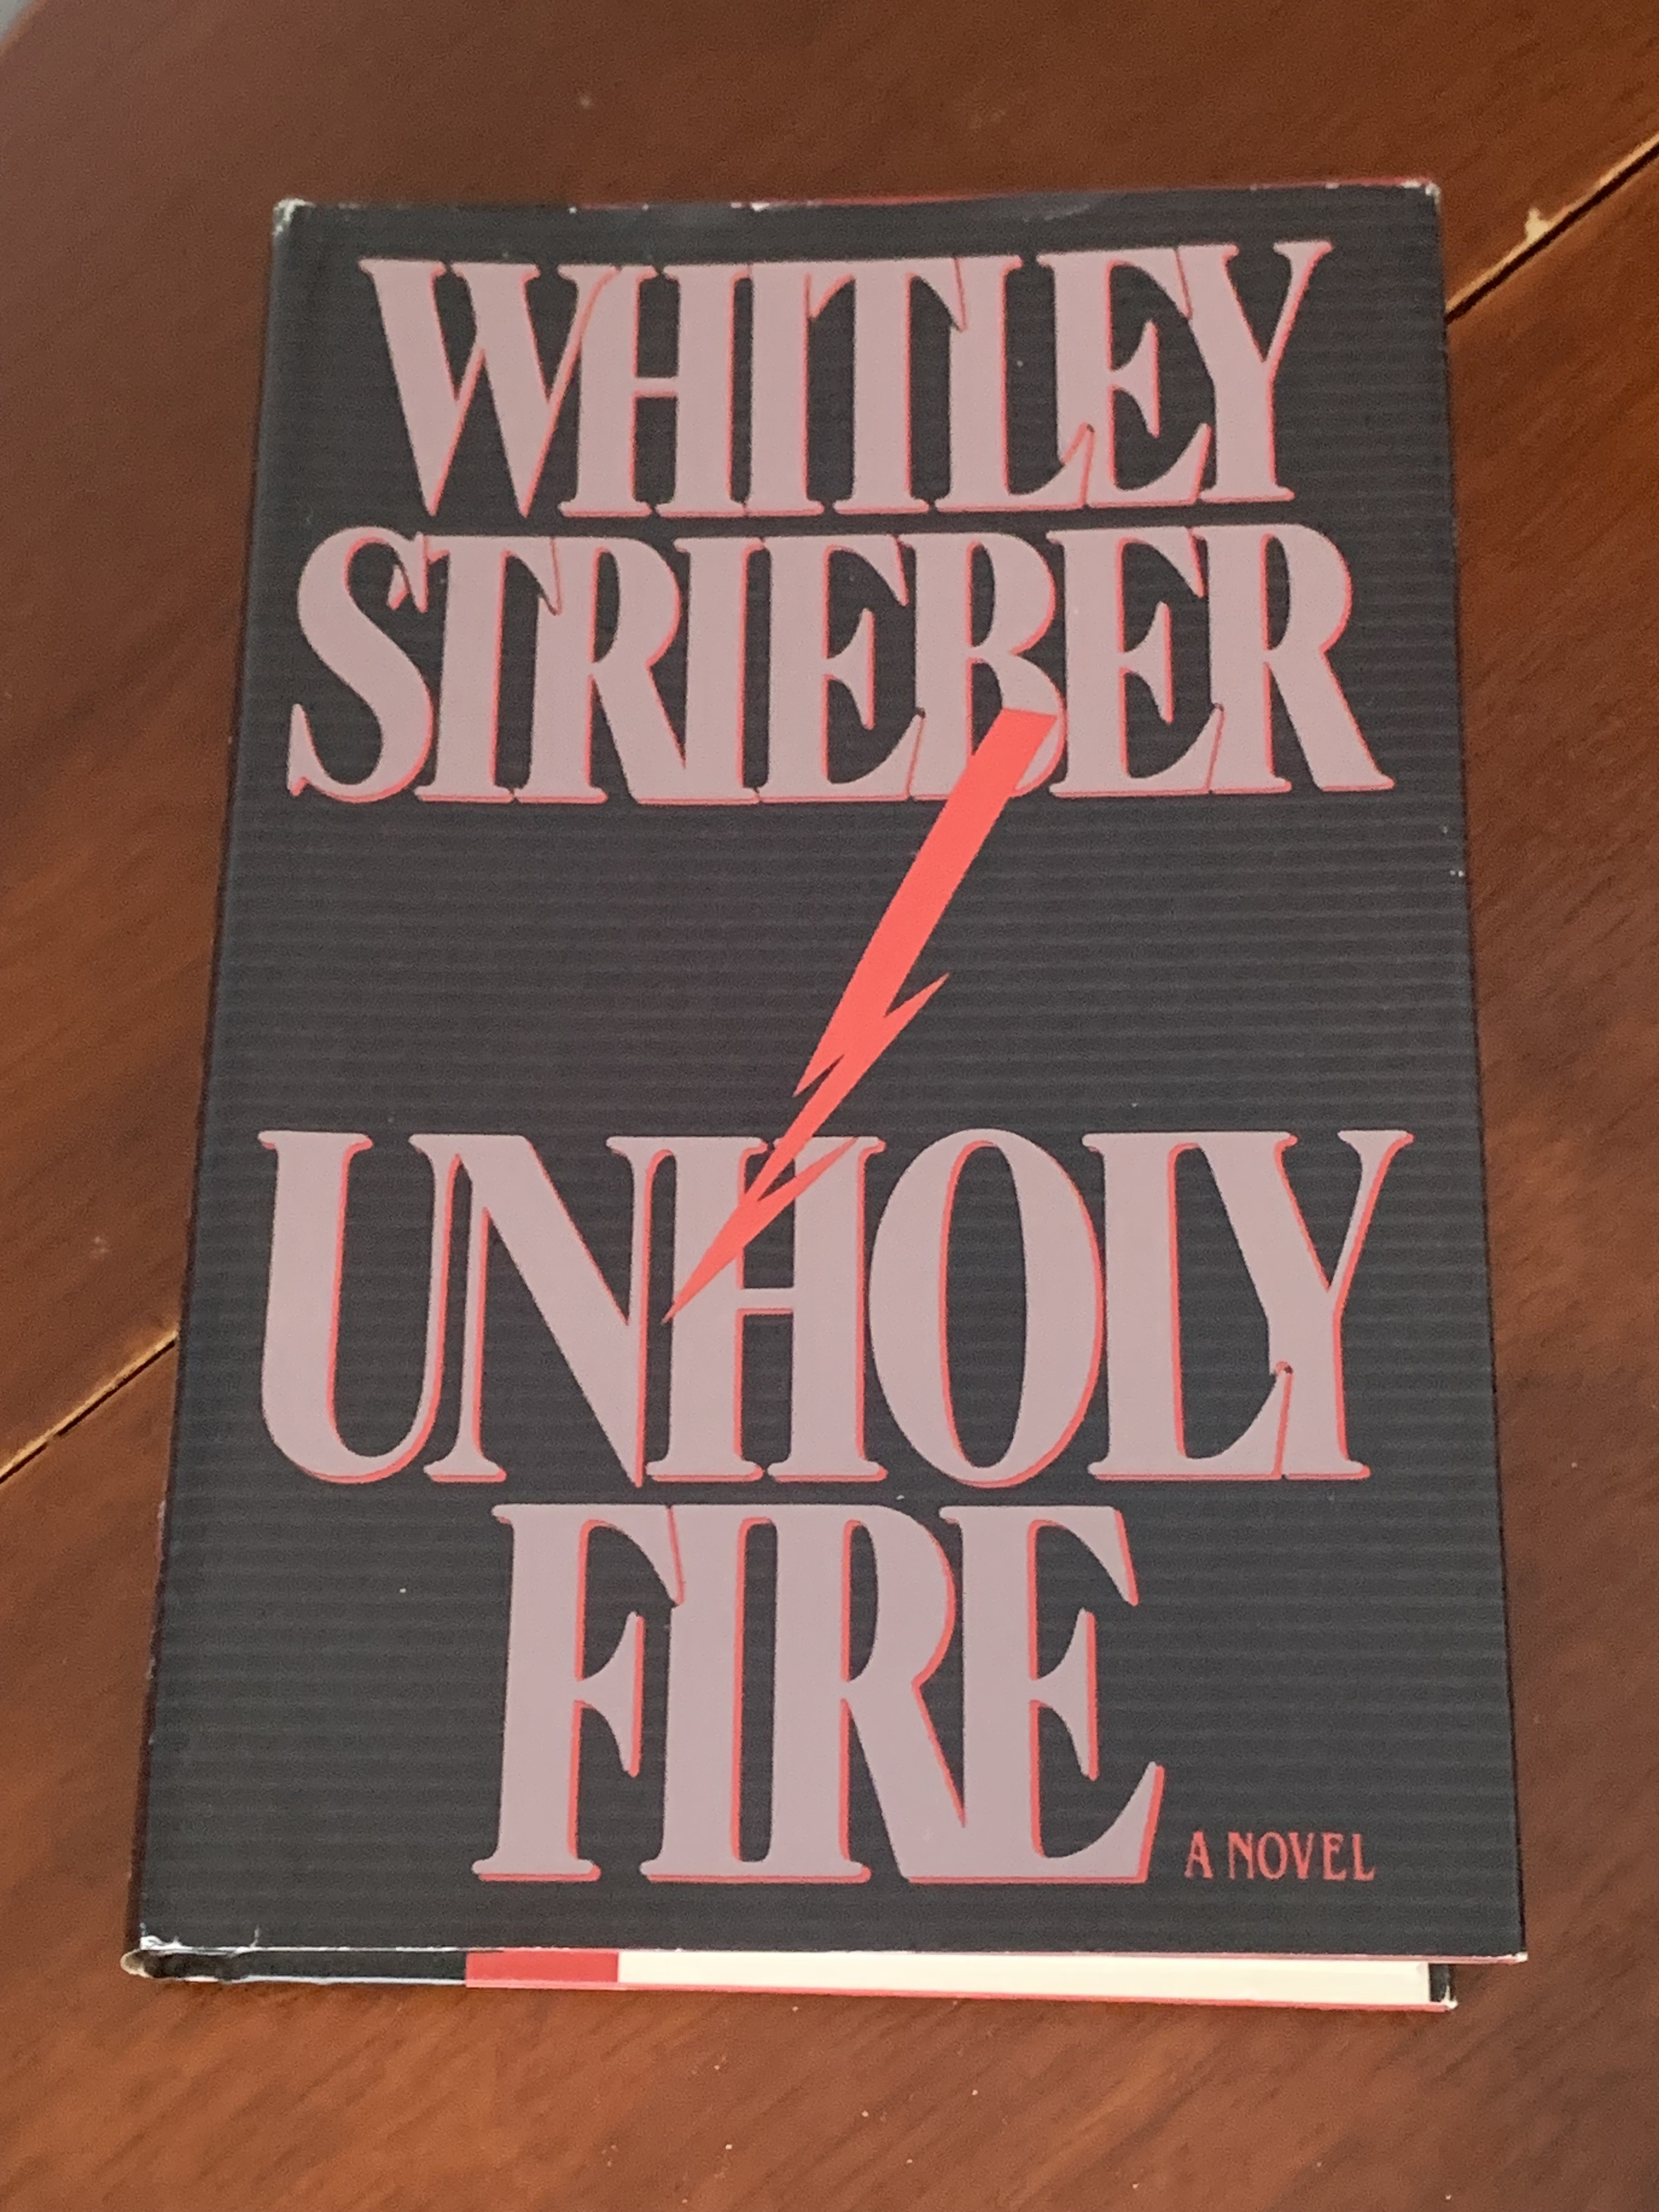 WHITLEY
STRIEBER
UNHOLY
FIRE
A NOVEL